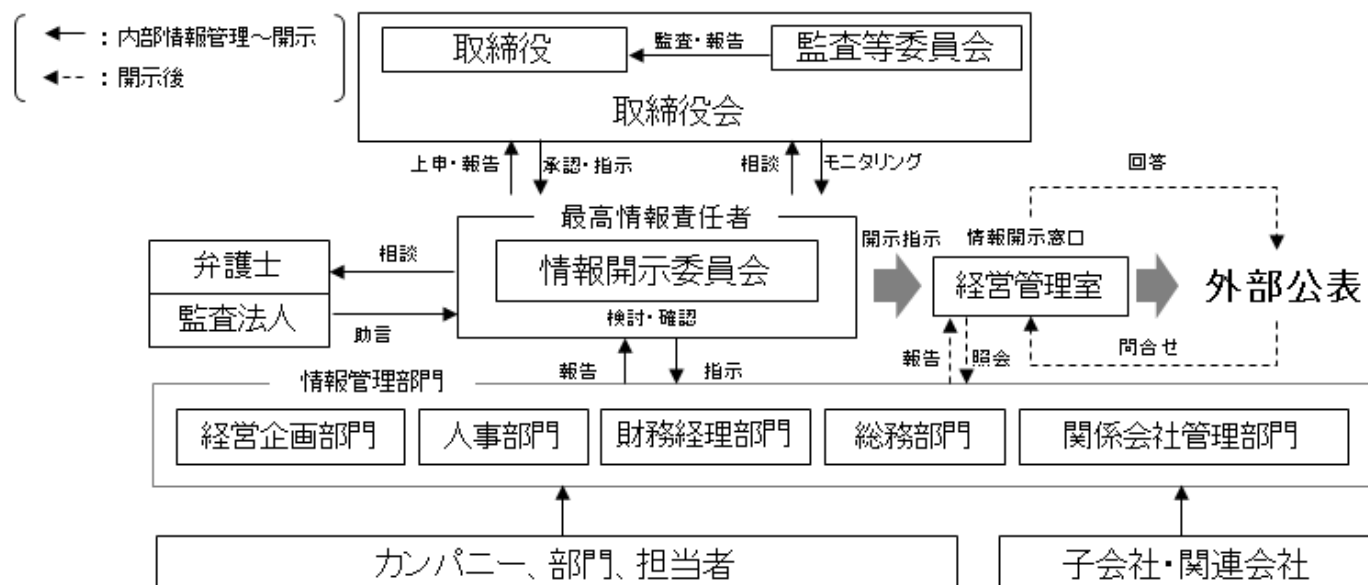 ：内部情報管理～開示
：開示後
取締役
監査・報告
監査等委員会
取締役会
上申・報告
承認・指示
相談
モニタリング
回答
最高情報責任者
開示指示
情報開示窓口
弁護士
相談
情報開示委員会
経営管理室
外部公表
監査法人
助言
検討・確認
報告
指示
報告
照会
問合せ
情報管理部門
経営企画部門
人事部門
財務経理部門
総務部門
関係会社管理部門
カンパニー、部門、担当者
子会社・関連会社